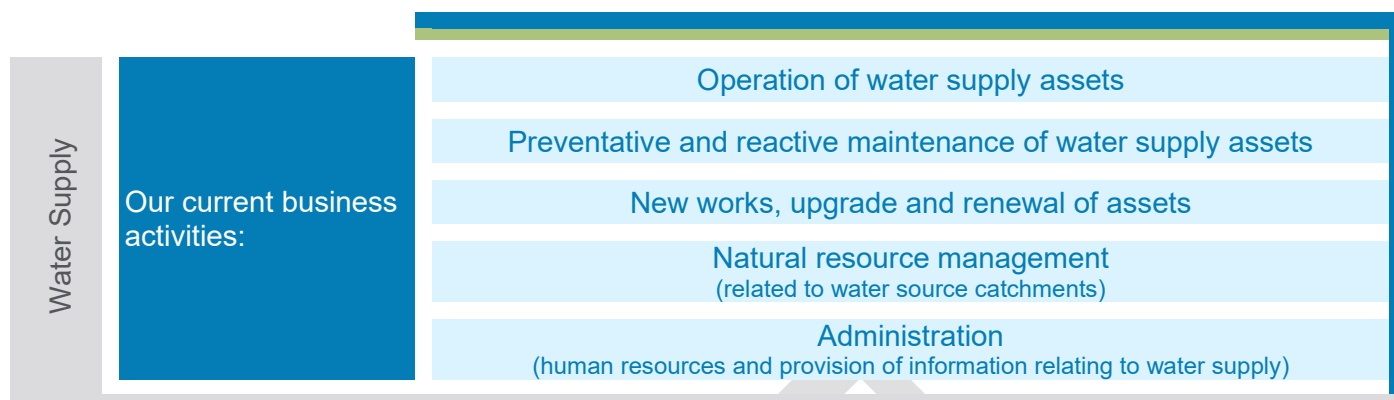 Water Supply
Our current business
activities:
Operation of water supply assets
Preventative and reactive maintenance of water supply assets
New works, upgrade and renewal of assets
Natural resource management
(related to water source catchments)
Administration
(human resources and provision of information relating to water supply)